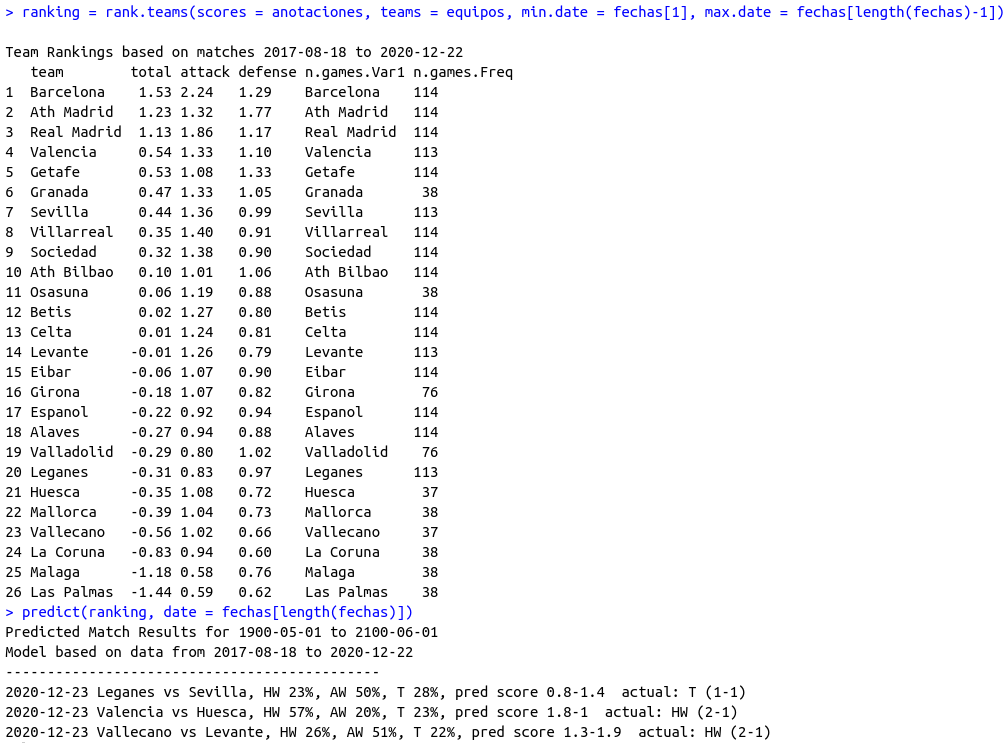 > ranking = rank.teams(scores = anotaciones, teams = equipos, min.date = fechas[1], max.date = fechas[length(fechas)-1])
Team Rankings based on matches 2017-08-18 to 2020-12-22
team total attack defense n.games.Var1 n.games.Freq
1 Barcelona 1.53 2.24 1.29 Barcelona 114
2 Ath Madrid 1.23 1.32 1.77 Ath Madrid 114
3 Real Madrid 1.13 1.86 1.17 Real Madrid 114
4 Valencia 0.54 1.33 1.10 Valencia 113
5 Getafe 0.53 1.08 1.33 Getafe 114
6 Granada 0.47 1.33 1.05 Granada 38
7 Sevilla 0.44 1.36 0.99 Sevilla 113
8 Villarreal 0.35 1.40 0.91 Villarreal 114
9 Sociedad 0.32 1.38 0.90 Sociedad 114
10 Ath Bilbao 0.10 1.01 1.06 Ath Bilbao 114
11 Osasuna 0.06 1.19 0.88 Osasuna 38
12 Betis 0.02 1.27 0.80 Betis 114
13 Celta 0.01 1.24 0.81 Celta 114
14 Levante -0.01 1.26 0.79 Levante 113
15 Eibar -0.06 1.07 0.90 Eibar 114
16 Girona -0.18 1.07 0.82 Girona 76
17 Espanol -0.22 0.92 0.94 Espanol 114
18 Alaves -0.27 0.94 0.88 Alaves 114
19 Valladolid -0.29 0.80 1.02 Valladolid 76
20 Leganes -0.31 0.83 0.97 Leganes 113
21 Huesca -0.35 1.08 0.72 Huesca 37
22 Mallorca -0.39 1.04 0.73 Mallorca 38
23 Vallecano -0.56 1.02 0.66 Vallecano 37
24 La Coruna -0.83 0.94 0.60 La Coruna 38
25 Malaga -1.18 0.58 0.76 Malaga 38
26 Las Palmas -1.44 0.59 0.62 Las Palmas 38
> predict(ranking, date = fechas[length(fechas)])
Predicted Match Results for 1900-05-01 to 2100-06-01
Model based on data from 2017-08-18 to 2020-12-22
---------------------------------------------
2020-12-23 Leganes vs Sevilla, HW 23%, AW 50%, T 28%, pred score 0.8-1.4 actual: T (1-1)
2020-12-23 Valencia vs Huesca, HW 57%, AW 20%, T 23%, pred score 1.8-1 actual: HW (2-1)
2020-12-23 Vallecano vs Levante, HW 26%, AW 51%, T 22%, pred score 1.3-1.9 actual: HW (2-1)